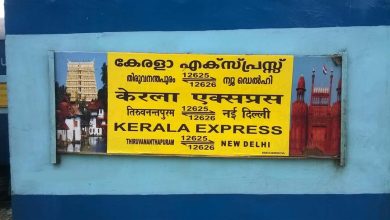 കേരളാ എക്സ്പ്രസ്സ്
തിരുവനന്തപുരം 12625 12626 ന്യൂ ഡെൽഹി
केरला एक्सप्रस
तिरुवनन्तपुरम 12625 12626 नई दिल्ली
KERALA EXPRESS
THIRUVANANTHAPURAM 12625 12626 NEW DELHI